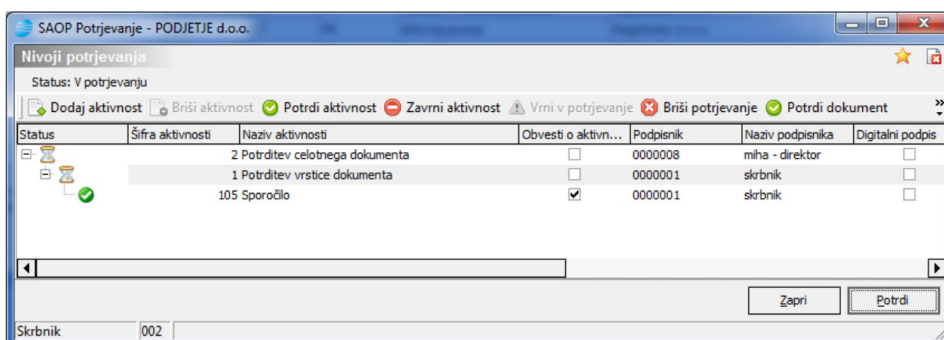 SAOP Potrjevanje - PODJETJE d.o.o.
Nivoji potrjevanja
Status: V potrjevanju
Dodaj aktivnost Briši aktivnost Potrdi aktivnost Zavrni aktivnost Vrni v potrjevanje Briši potrjevanje Potrdi dokument
Status Šifra aktivnosti Naziv aktivnosti Obvesti o aktivn... Podpisnik Naziv podpisnika Digitalni podpis
2 Potrditev celotnega dokumenta 0000008 miha - direktor
1 Potrditev vrstice dokumenta 0000001 skrbnik
105 Sporočilo 0000001 skrbnik
Zapri Potrdi
Skrbnik 002